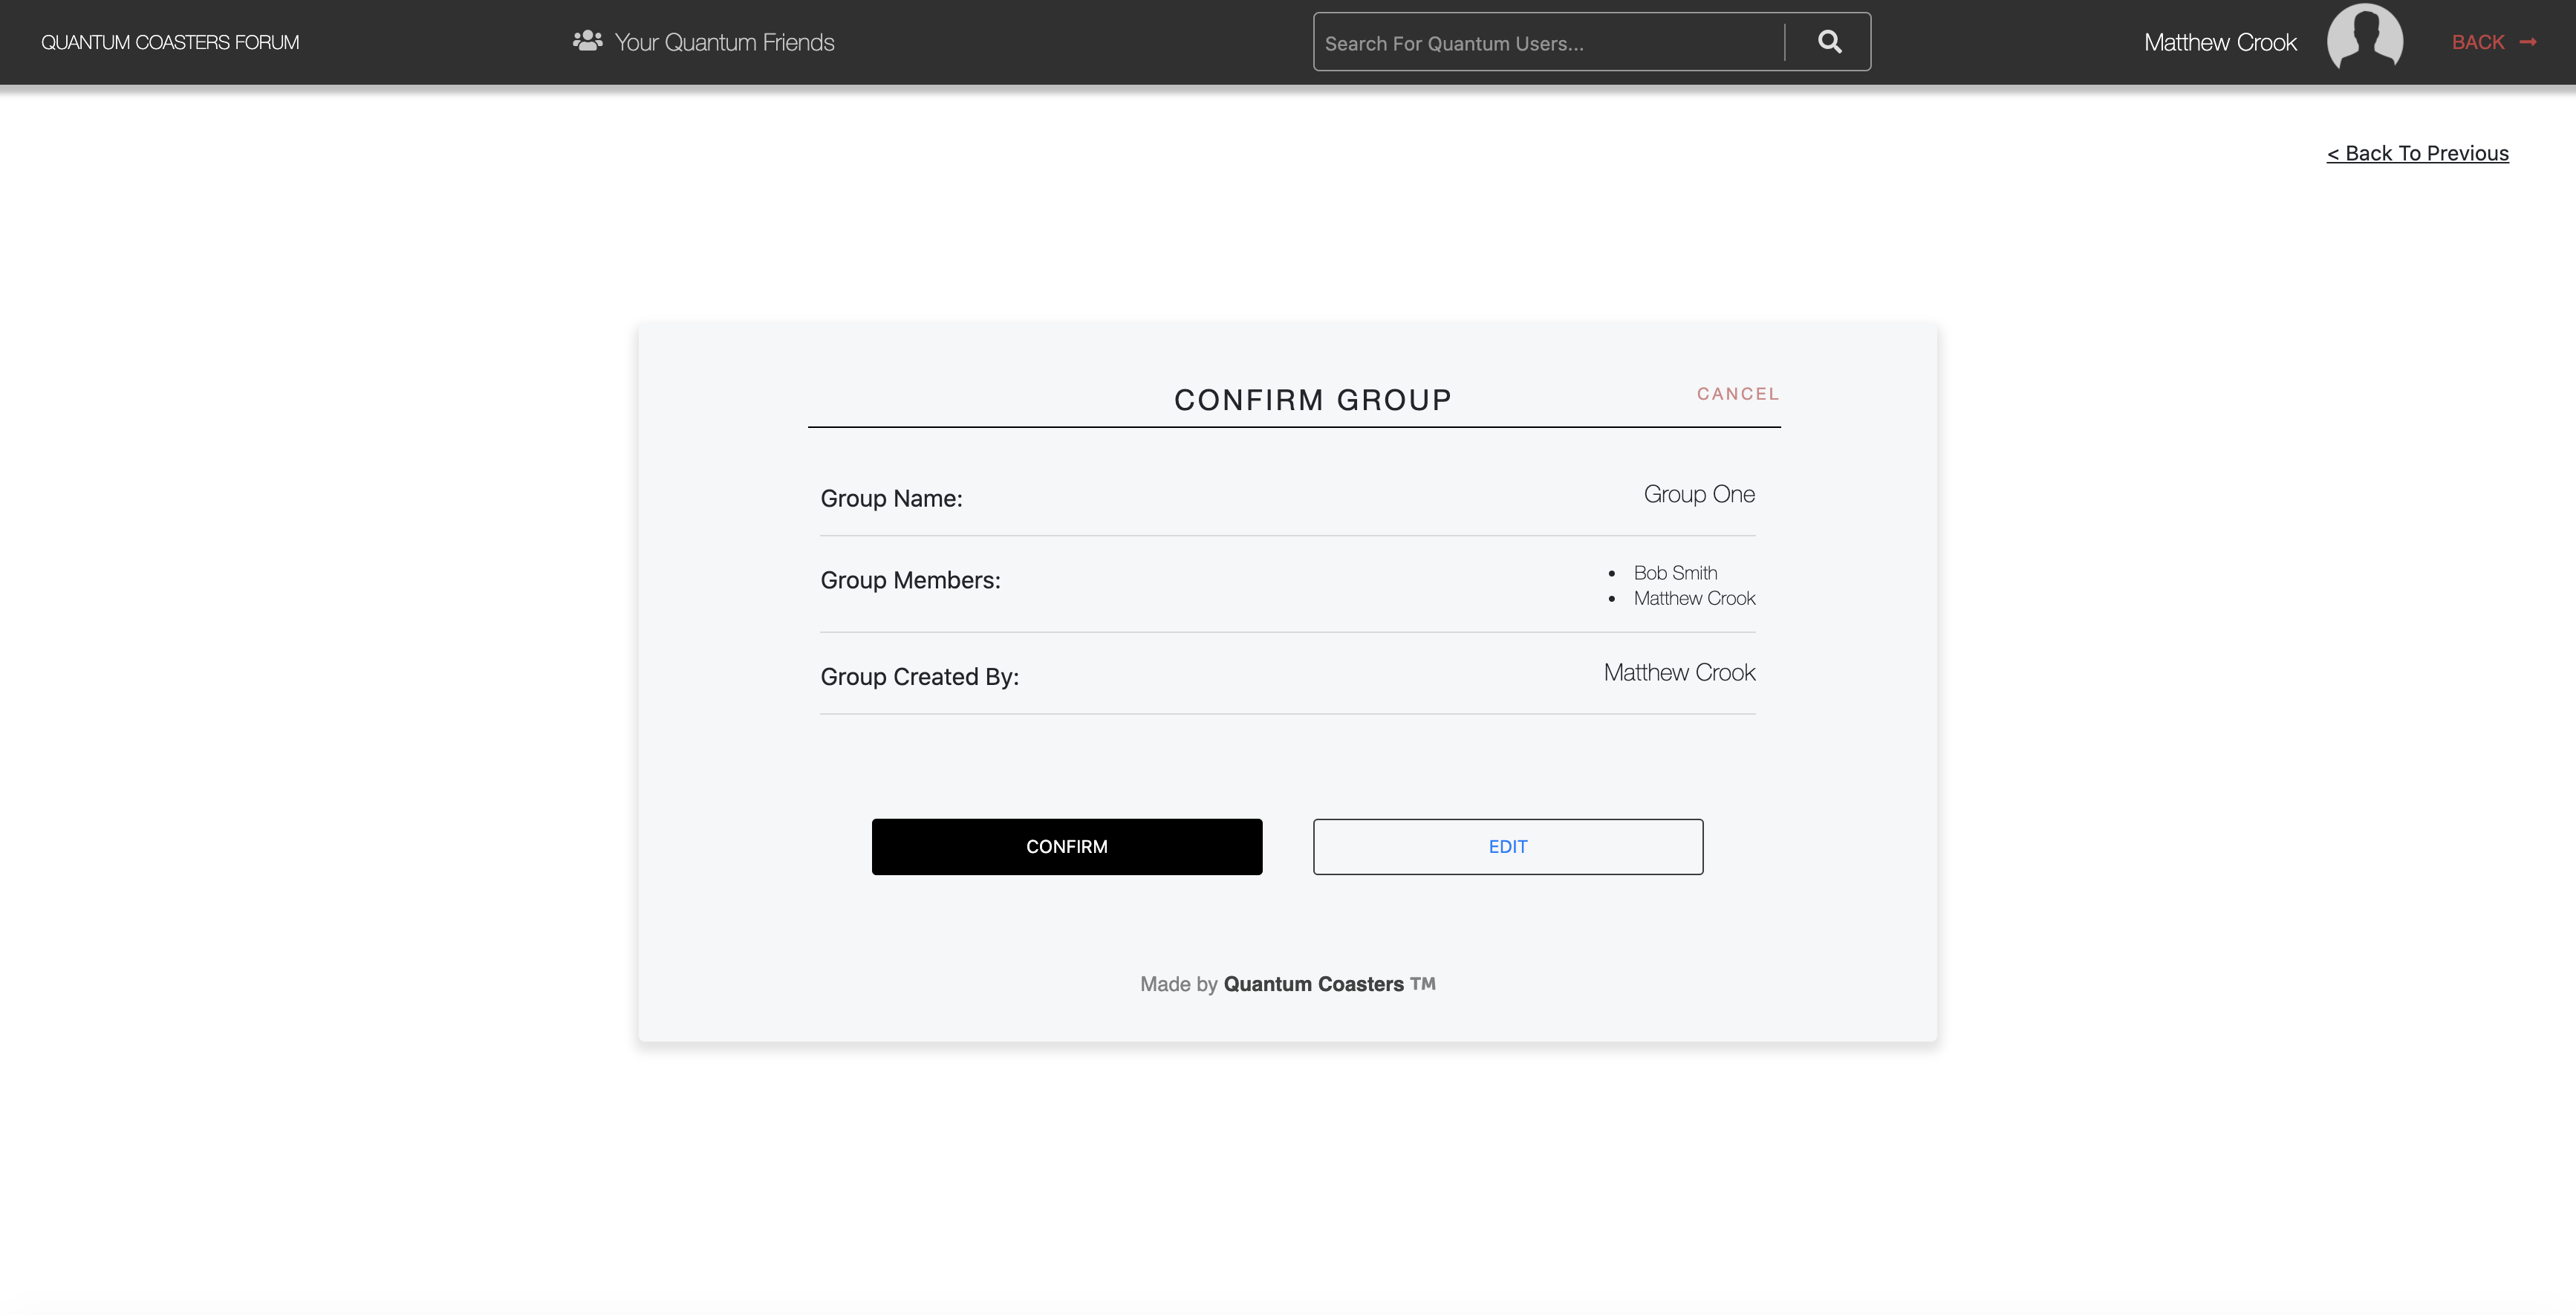 QUANTUM COASTERS FORUM
Your Quantum Friends
Search For Quantum Users...
Matthew Crook
BACK →
< Back To Previous
CONFIRM GROUP
CANCEL
Group Name:
Group One
Group Members:
• Bob Smith
• Matthew Crook
Group Created By:
Matthew Crook
CONFIRM
EDIT
Made by Quantum Coasters ™